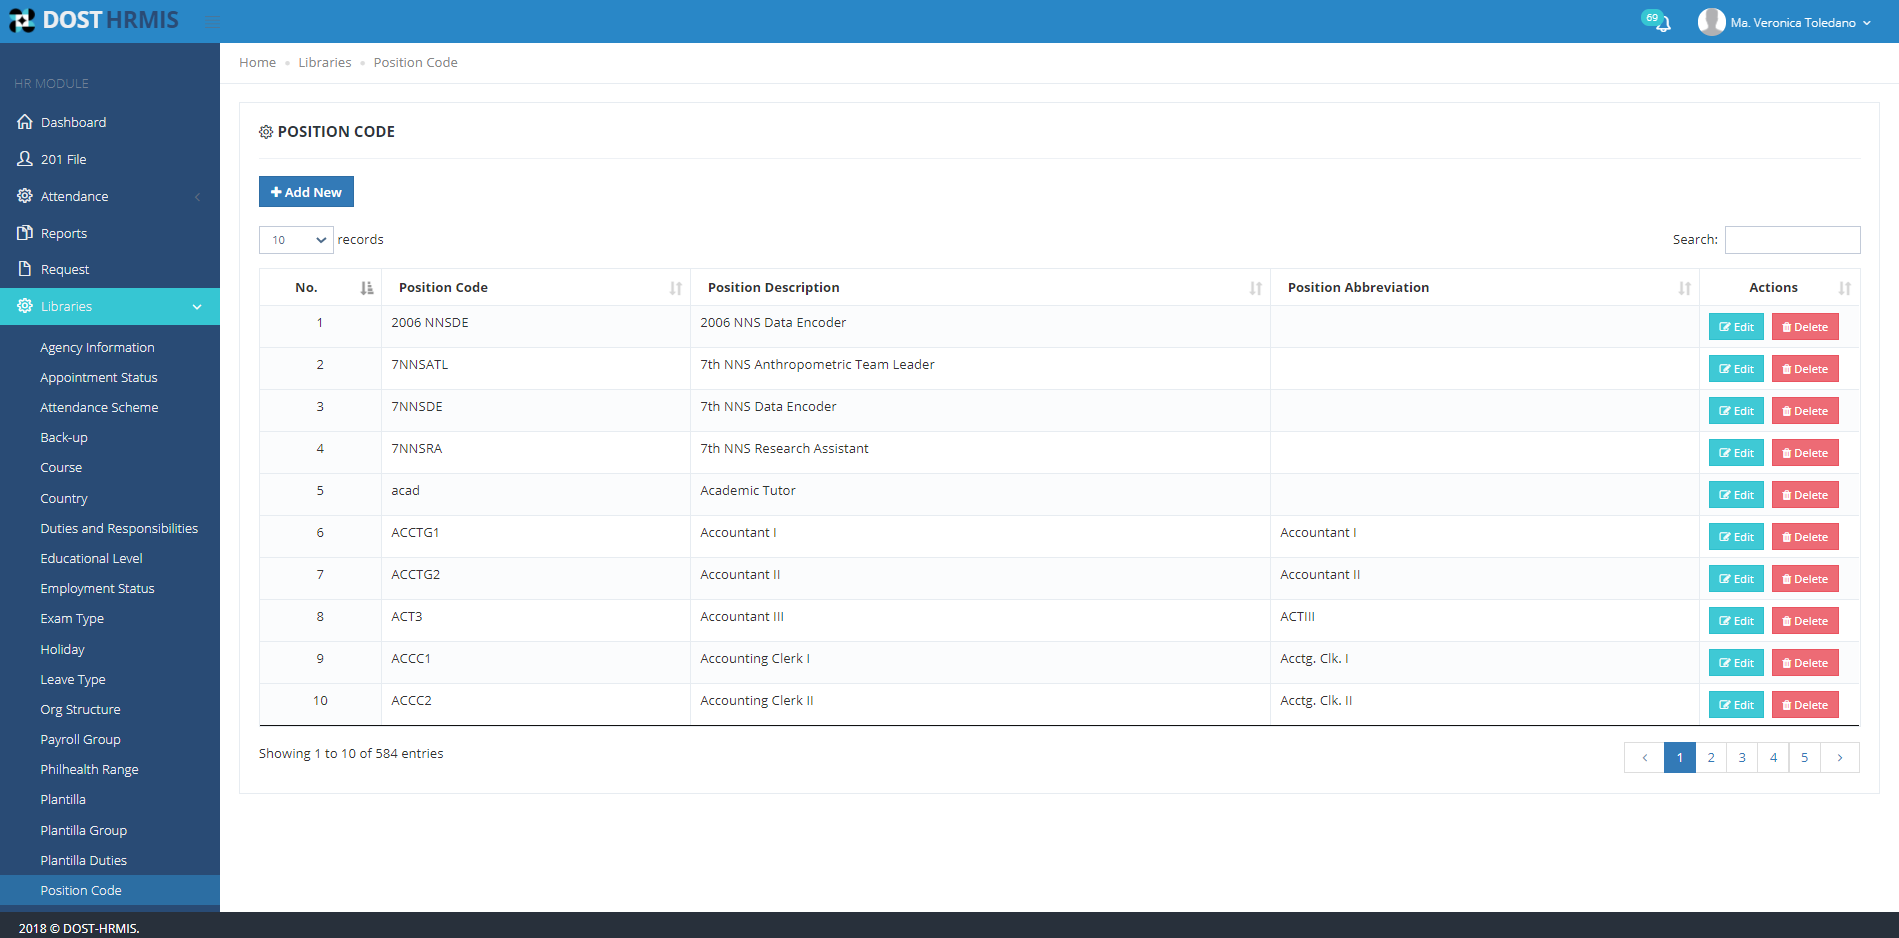 DOST HRMIS
69
Ma. Veronica Toledano
HR MODULE
Dashboard
201 File
Attendance
Reports
Request
Libraries
Agency Information
Appointment Status
Attendance Scheme
Back-up
Course
Country
Duties and Responsibilities
Educational Level
Employment Status
Exam Type
Holiday
Leave Type
Org Structure
Payroll Group
Philhealth Range
Plantilla
Plantilla Group
Plantilla Duties
Position Code
Home Libraries Position Code
POSITION CODE
Add New
10 records Search:
No. Position Code Position Description Position Abbreviation Actions
1 2006 NNSDE 2006 NNS Data Encoder Edit Delete
2 7NNSATL 7th NNS Anthropometric Team Leader Edit Delete
3 7NNSDE 7th NNS Data Encoder Edit Delete
4 7NNSRA 7th NNS Research Assistant Edit Delete
5 acad Academic Tutor Edit Delete
6 ACCTG1 Accountant I Accountant I Edit Delete
7 ACCTG2 Accountant II Accountant II Edit Delete
8 ACT3 Accountant III ACTIII Edit Delete
9 ACCC1 Accounting Clerk I Acctg. Clk. I Edit Delete
10 ACCC2 Accounting Clerk II Acctg. Clk. II Edit Delete
Showing 1 to 10 of 584 entries
1 2 3 4 5
2018 © DOST-HRMIS.